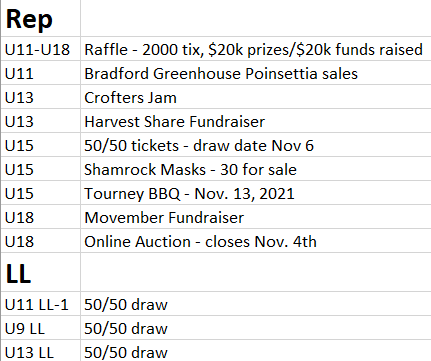 Rep
U11-U18 Raffle - 2000 tix, $20k prizes/$20k funds raised
U11 Bradford Greenhouse Poinsettia sales
U13 Crofters Jam
U13 Harvest Share Fundraiser
U15 50/50 tickets - draw date Nov 6
U15 Shamrock Masks - 30 for sale
U15 Tourney BBQ - Nov. 13, 2021
U18 Movember Fundraiser
U18 Online Auction - closes Nov. 4th
LL
U11 LL-1 50/50 draw
U9 LL 50/50 draw
U13 LL 50/50 draw